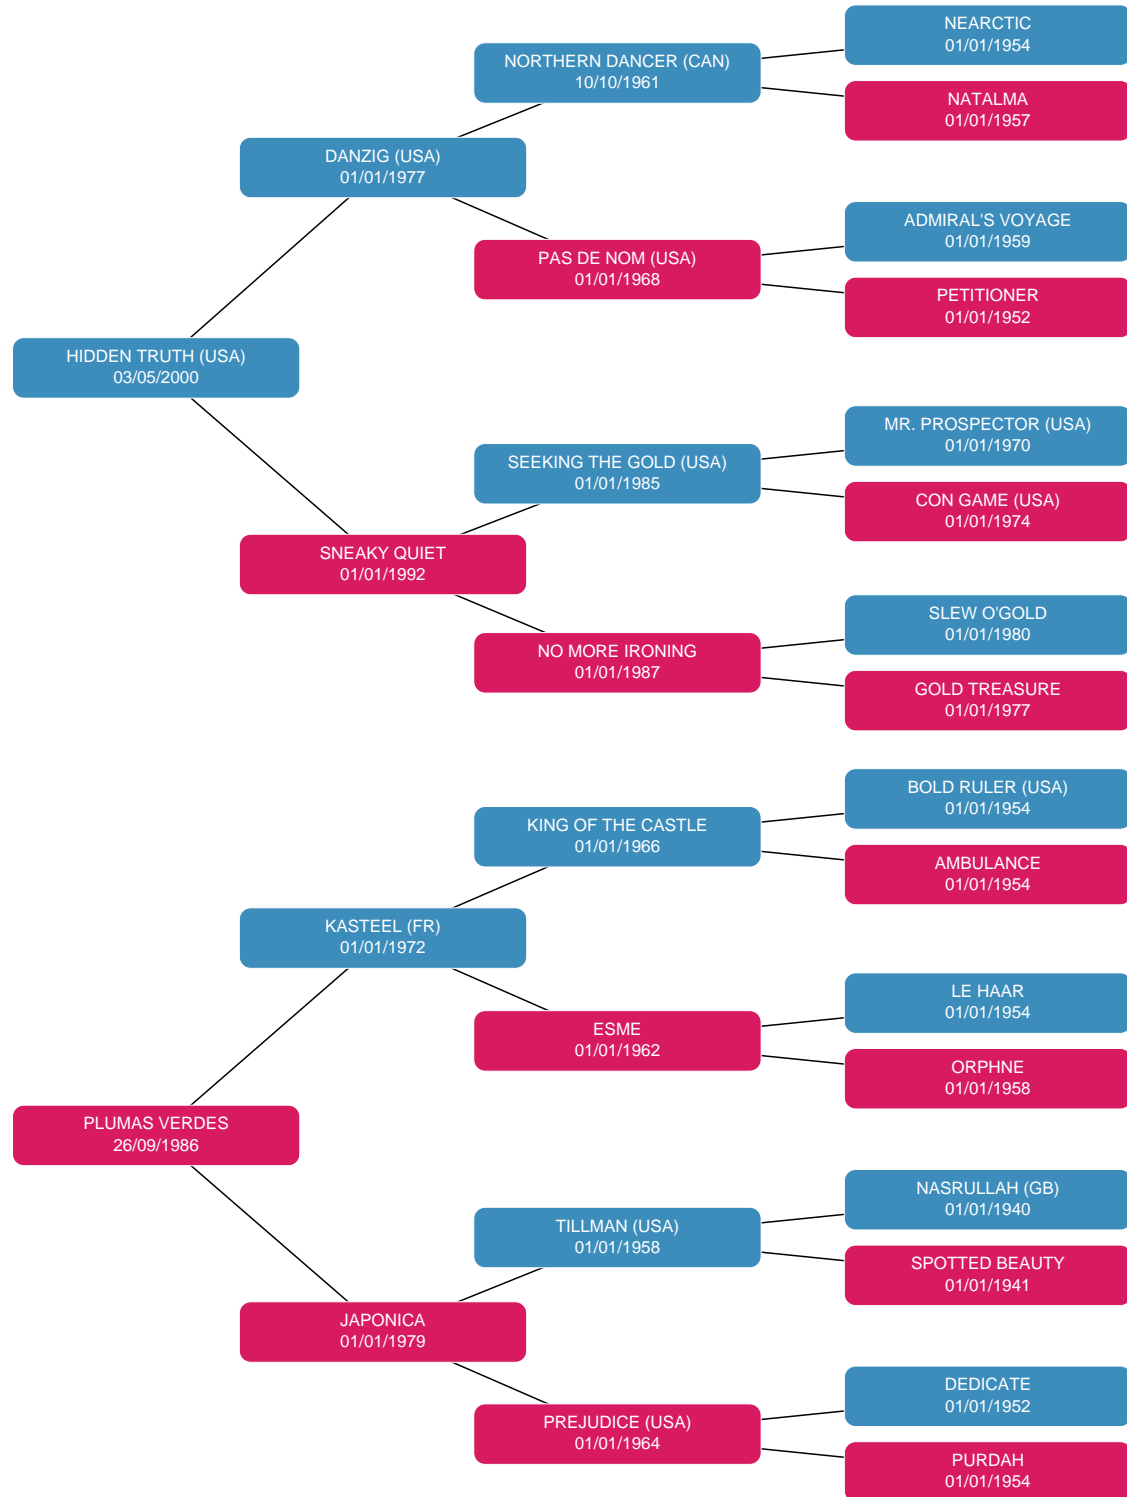 NEARCTIC
01/01/1954
NORTHERN DANCER (CAN)
10/10/1961
NATALMA
01/01/1957
DANZIG (USA)
01/01/1977
ADMIRAL'S VOYAGE
01/01/1959
PAS DE NOM (USA)
01/01/1968
PETITIONER
01/01/1952
HIDDEN TRUTH (USA)
03/05/2000
MR. PROSPECTOR (USA)
01/01/1970
SEEKING THE GOLD (USA)
01/01/1985
CON GAME (USA)
01/01/1974
SNEAKY QUIET
01/01/1992
SLEW O'GOLD
01/01/1980
NO MORE IRONING
01/01/1987
GOLD TREASURE
01/01/1977
BOLD RULER (USA)
01/01/1954
KING OF THE CASTLE
01/01/1966
AMBULANCE
01/01/1954
KASTEEL (FR)
01/01/1972
LE HAAR
01/01/1954
ESME
01/01/1962
ORPHNE
01/01/1958
PLUMAS VERDES
26/09/1986
NASRULLAH (GB)
01/01/1940
TILLMAN (USA)
01/01/1958
SPOTTED BEAUTY
01/01/1941
JAPONICA
01/01/1979
DEDICATE
01/01/1952
PREJUDICE (USA)
01/01/1964
PURDAH
01/01/1954